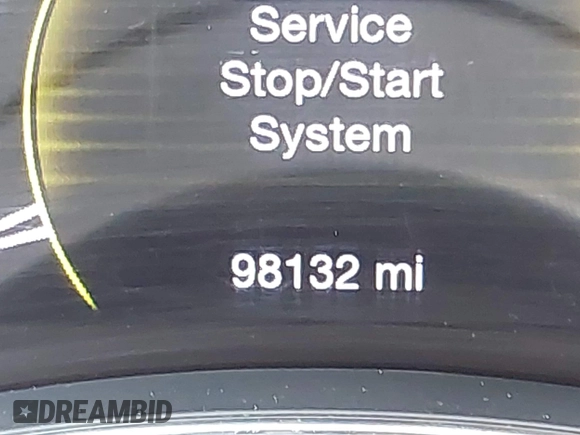 Service
Stop/Start
System
98132 mi
DREAMBID